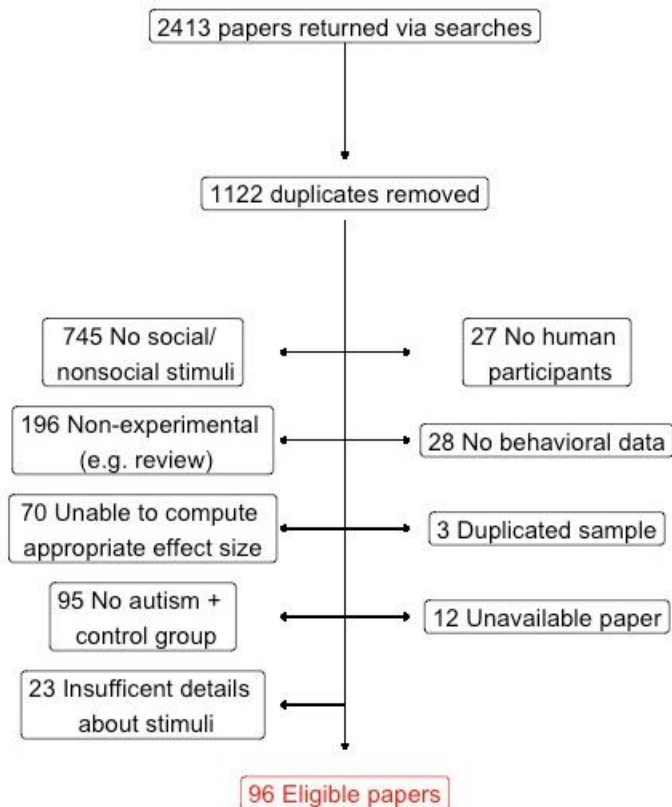 2413 papers returned via searches
1122 duplicates removed
745 No social/
nonsocial stimuli
27 No human
participants
196 Non-experimental
(e.g. review)
28 No behavioral data
70 Unable to compute
appropriate effect size
3 Duplicated sample
95 No autism +
control group
12 Unavailable paper
23 Insufficent details
about stimuli
96 Eligible papers